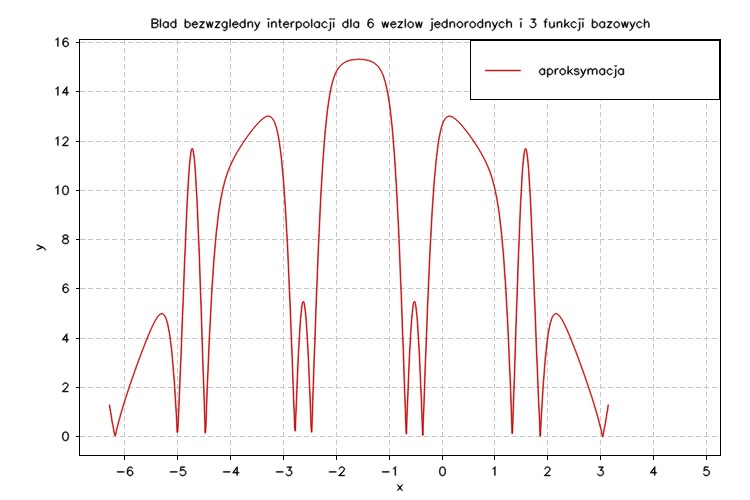 Blad bezwzgledny interpolacji dla 6 wezlow jednorodnych i 3 funkcji bazowych
aproksymacja
16
14
12
10
8
6
4
2
0
y
−6 −5 −4 −3 −2 −1 0 1 2 3 4 5
x